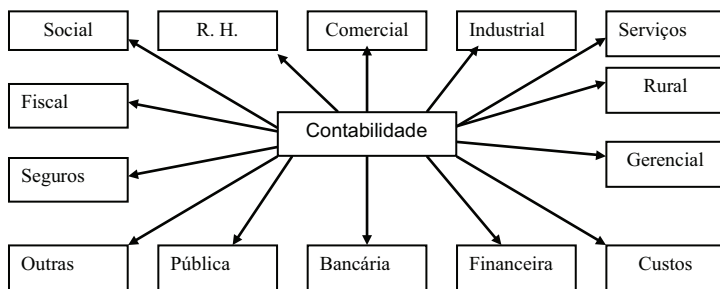 Social
R. H.
Comercial
Industrial
Serviços
Rural
Fiscal
Contabilidade
Gerencial
Seguros
Outras
Pública
Bancária
Financeira
Custos